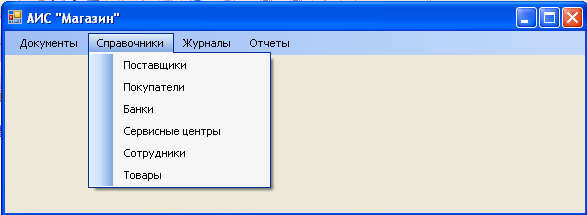 АИС "Магазин"
Документы Справочники Журналы Отчеты
Поставщики
Покупатели
Банки
Сервисные центры
Сотрудники
Товары